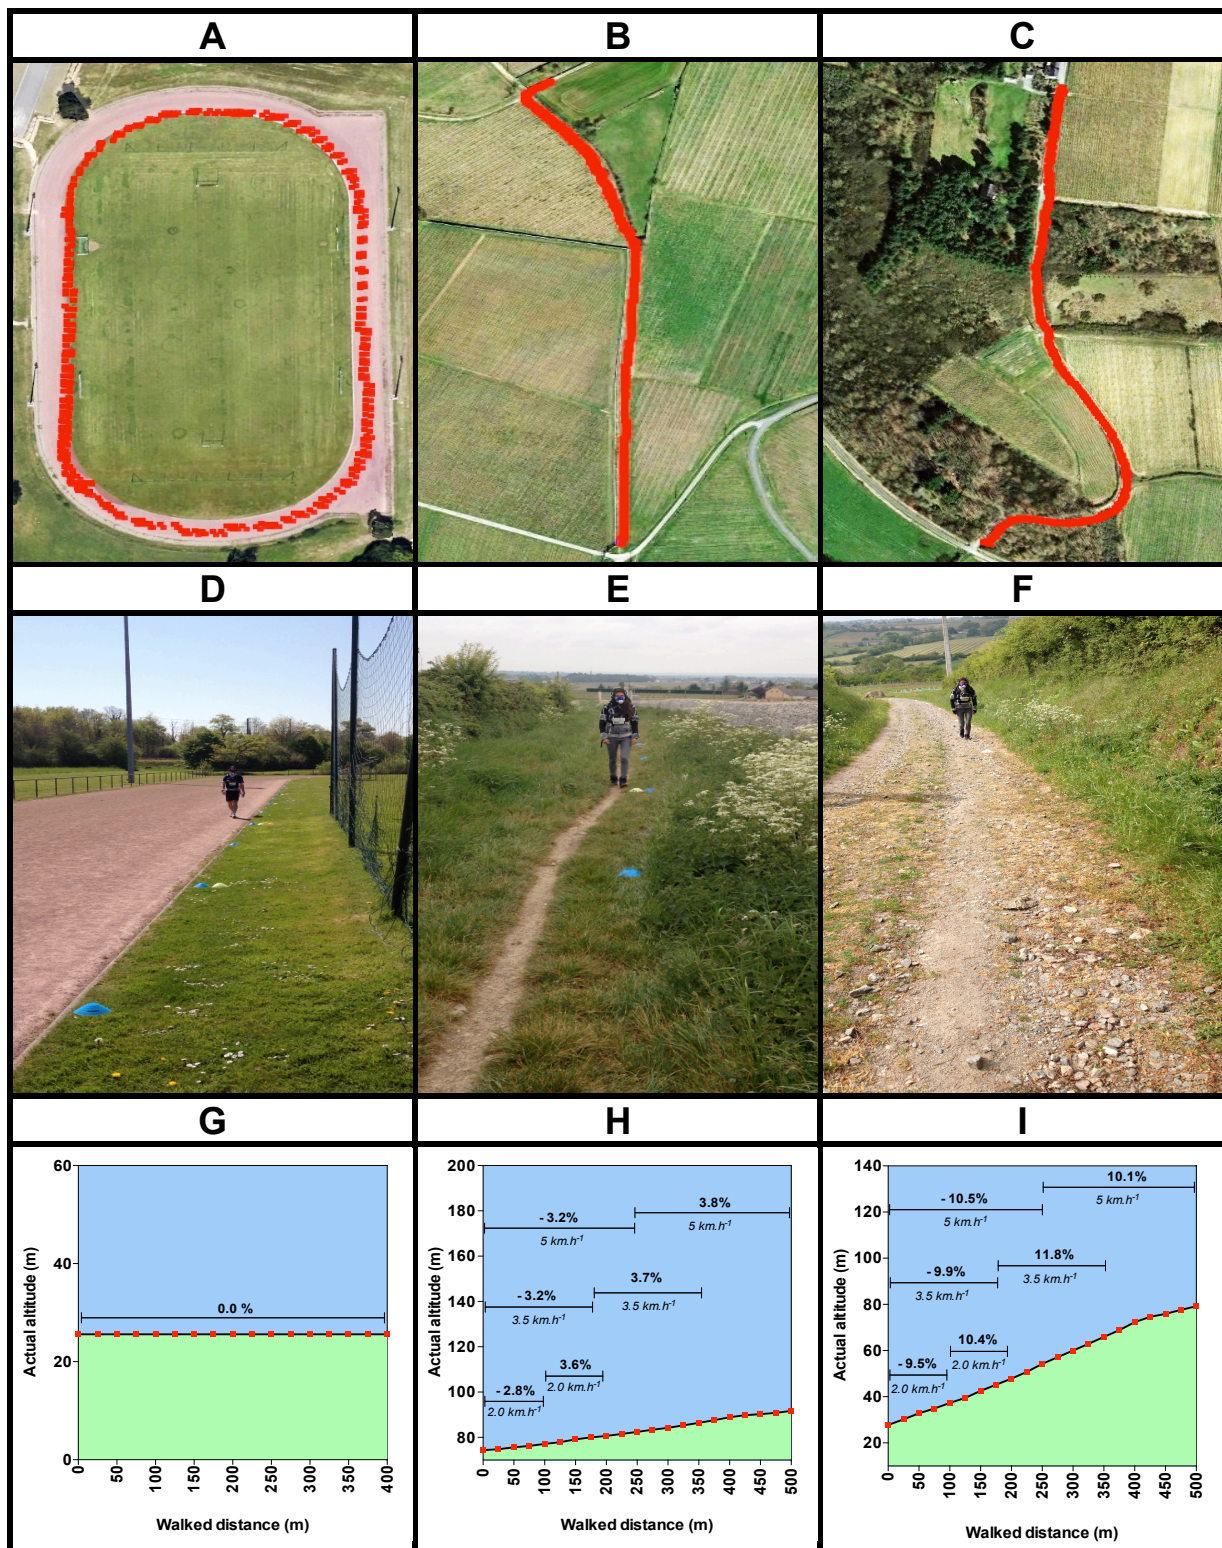 A B C
D E F
G H I
60
40
20
0
Actual altitude (m)
0.0 %
0 50 100 150 200 250 300 350 400
Walked distance (m)
200
180
160
140
120
100
80
Actual altitude (m)
3.8%
5 km.h-1
- 3.2%
5 km.h-1
3.7%
3.5 km.h-1
- 3.2%
3.5 km.h-1
3.6%
2.0 km.h-1
- 2.8%
2.0 km.h-1
0 50 100 150 200 250 300 350 400 450 500
Walked distance (m)
140
120
100
80
60
40
20
Actual altitude (m)
10.1%
5 km.h-1
- 10.5%
5 km.h-1
11.8%
3.5 km.h-1
- 9.9%
3.5 km.h-1
10.4%
2.0 km.h-1
- 9.5%
2.0 km.h-1
0 50 100 150 200 250 300 350 400 450 500
Walked distance (m)